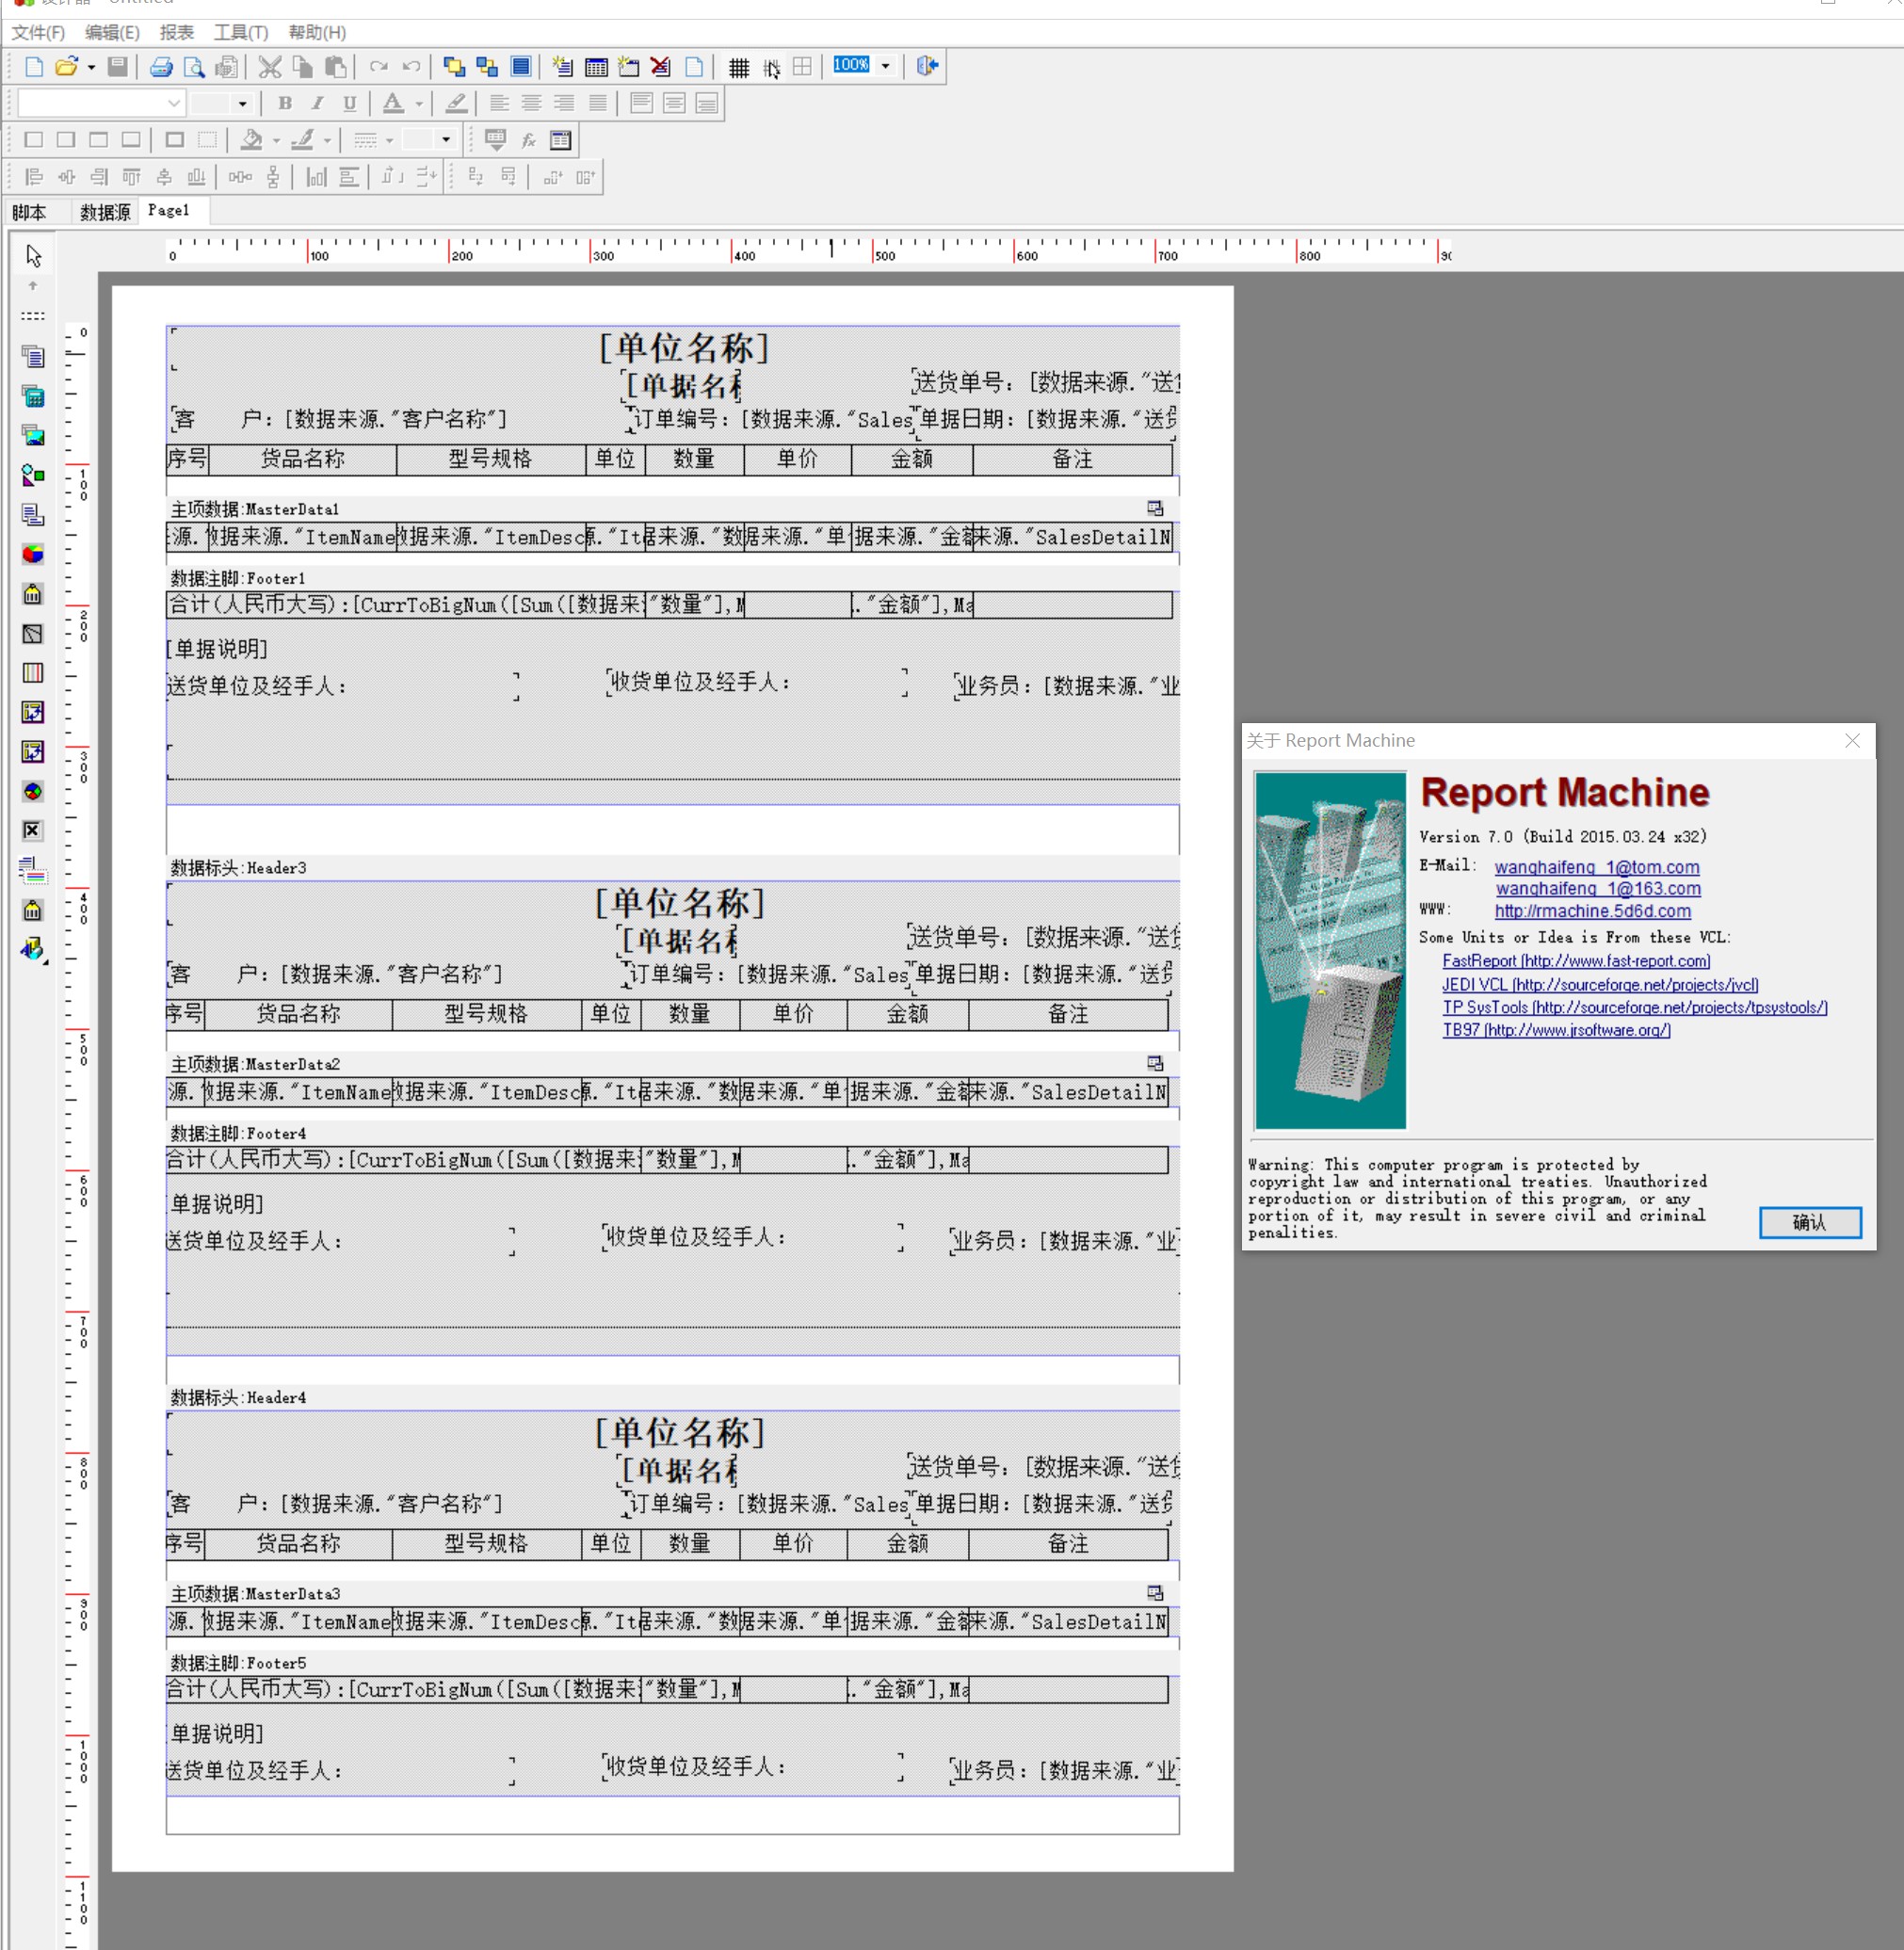 Untitled
文件(F) 编辑(E) 报表 工具(T) 帮助(H)
100%
B I U A
fx
脚本 数据源 Page1
0 100 200 300 400 500 600 700 800
0
100
200
300
400
500
600
700
800
900
1000
1100
[单位名称]
[单据名
送货单号: [数据来源."送
客 户: [数据来源."客户名称"]
订单编号: [数据来源."Sales
单据日期: [数据来源."送
序号 货品名称 型号规格 单位 数量 单价 金额 备注
主项数据:MasterData1
源. 数据来源."ItemName 数据来源."ItemDesc 源."It 居来源."数 居来源."单 据来源."金 来源."SalesDetailN
数据注脚:Footer1
合计(人民币大写):[CurrToBigNum([Sum([数据来 "数量"],M ."金额"],Ma
[单据说明]
送货单位及经手人: 收货单位及经手人: 业务员: [数据来源."业
数据标头:Header3
[单位名称]
[单据名
送货单号: [数据来源."送
客 户: [数据来源."客户名称"]
订单编号: [数据来源."Sales
单据日期: [数据来源."送
序号 货品名称 型号规格 单位 数量 单价 金额 备注
主项数据:MasterData2
源. 数据来源."ItemName 数据来源."ItemDesc 源."It 居来源."数 居来源."单 据来源."金 来源."SalesDetailN
数据注脚:Footer4
合计(人民币大写):[CurrToBigNum([Sum([数据来 "数量"],M ."金额"],Ma
单据说明]
送货单位及经手人: 收货单位及经手人: 业务员: [数据来源."业
数据标头:Header4
[单位名称]
[单据名
送货单号: [数据来源."送
客 户: [数据来源."客户名称"]
订单编号: [数据来源."Sales
单据日期: [数据来源."送
序号 货品名称 型号规格 单位 数量 单价 金额 备注
主项数据:MasterData3
源. 数据来源."ItemName 数据来源."ItemDesc 源."It 居来源."数 居来源."单 据来源."金 来源."SalesDetailN
数据注脚:Footer5
合计(人民币大写):[CurrToBigNum([Sum([数据来 "数量"],M ."金额"],Ma
单据说明]
送货单位及经手人: 收货单位及经手人: 业务员: [数据来源."业
关于 Report Machine
Report Machine
Version 7.0 (Build 2015.03.24 x32)
E-Mail: wanghaifeng_1@tom.com
wanghaifeng_1@163.com
WWW: http://rmachine.5d6d.com
Some Units or Idea is From these VCL:
FastReport (http://www.fast-report.com)
JEDI VCL (http://sourceforge.net/projects/jvcl)
TP SysTools (http://sourceforge.net/projects/tpsystools/)
TB97 (http://www.jrsoftware.org/)
Warning: This computer program is protected by
copyright law and international treaties. Unauthorized
reproduction or distribution of this program, or any
portion of it, may result in severe civil and criminal
penalities.
确认